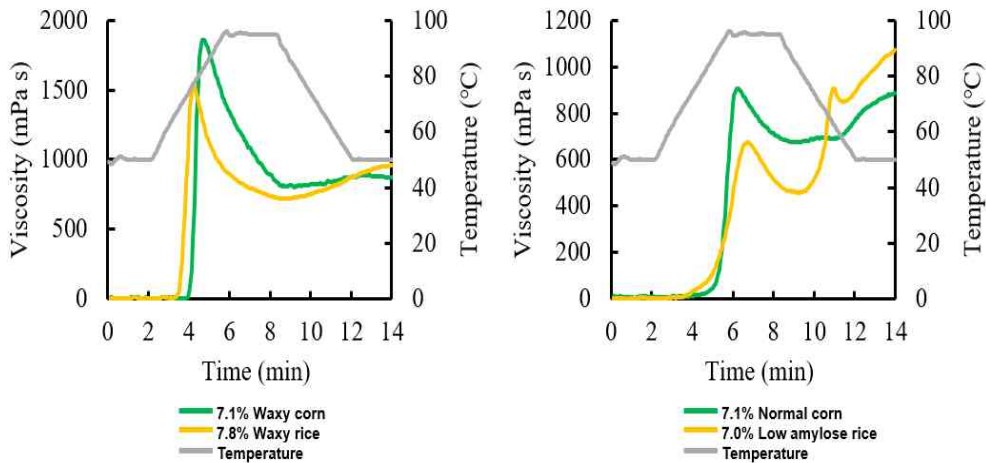 2000
1500
1000
500
0
Viscosity (mPa s)
100
80
60
40
20
0
Temperature (°C)
0 2 4 6 8 10 12 14
Time (min)
7.1% Waxy corn
7.8% Waxy rice
Temperature
1200
1000
800
600
400
200
0
Viscosity (mPa s)
100
80
60
40
20
0
Temperature (°C)
0 2 4 6 8 10 12 14
Time (min)
7.1% Normal corn
7.0% Low amylose rice
Temperature